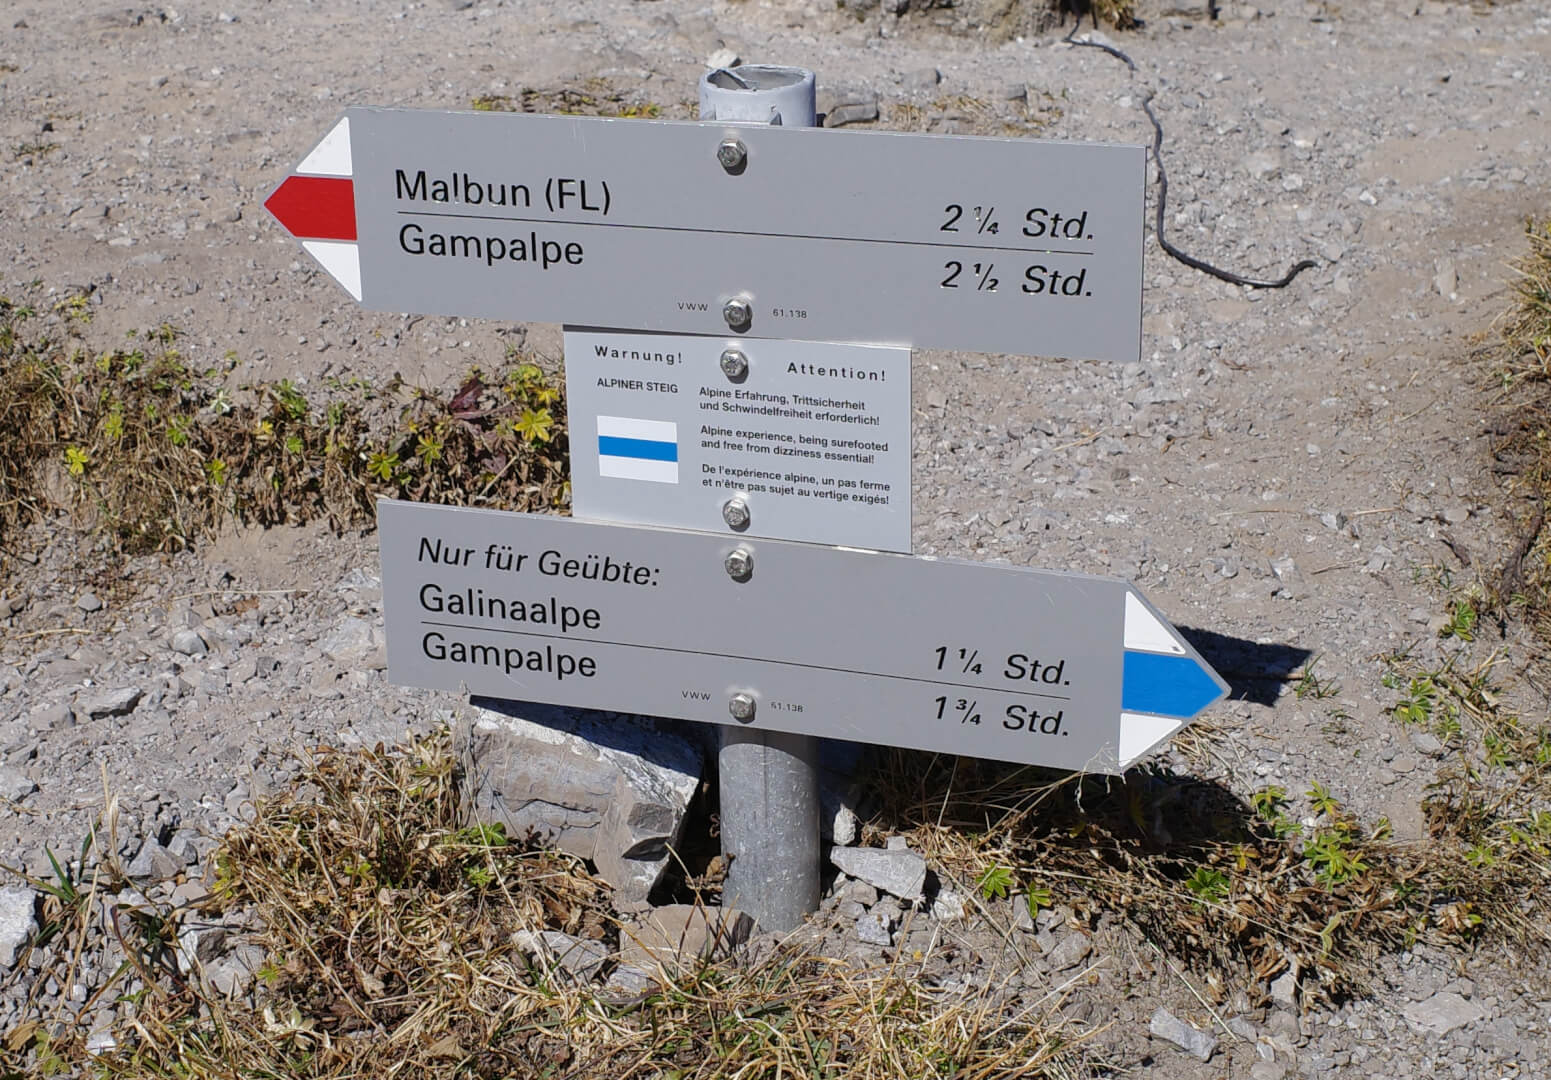 Malbun (FL) 2 ¼ Std.
Gampalpe 2 ½ Std.
VWW 61.138
Warnung! Attention!
ALPINER STEIG
Alpine Erfahrung, Trittsicherheit
und Schwindelfreiheit erforderlich!
Alpine experience, being surefooted
and free from dizziness essential!
De l'expérience alpine, un pas ferme
et n'être pas sujet au vertige exigés!
Nur für Geübte:
Galinaalpe 1 ¼ Std.
Gampalpe 1 ¾ Std.
VWW 61.138